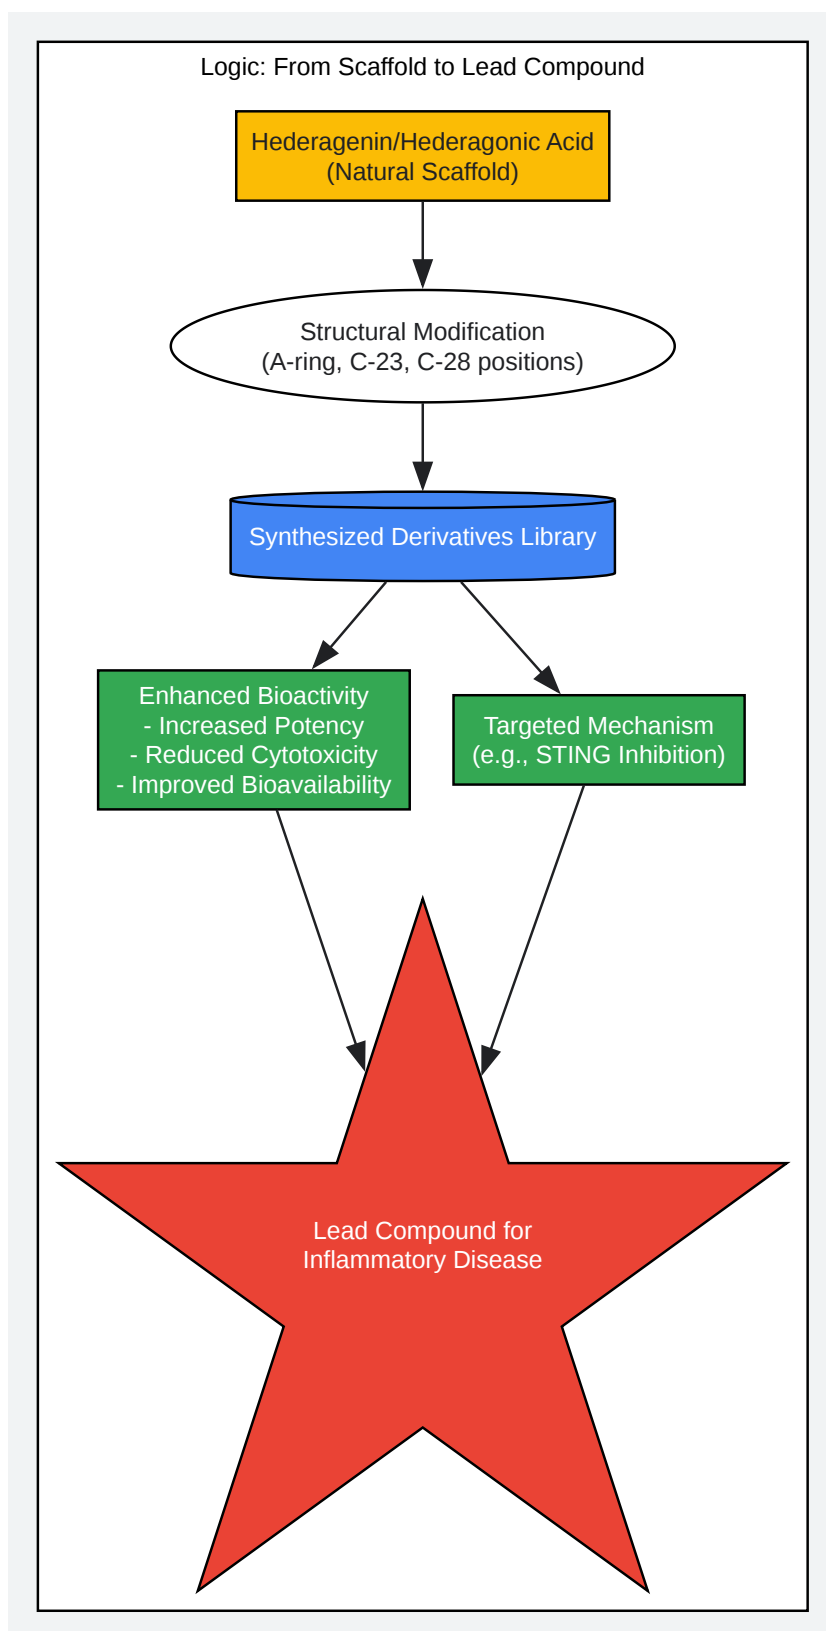 Logic: From Scaffold to Lead Compound
Hederagenin/Hederagonic Acid
(Natural Scaffold)
Structural Modification
(A-ring, C-23, C-28 positions)
Synthesized Derivatives Library
Enhanced Bioactivity
- Increased Potency
- Reduced Cytotoxicity
- Improved Bioavailability
Targeted Mechanism
(e.g., STING Inhibition)
Lead Compound for
Inflammatory Disease